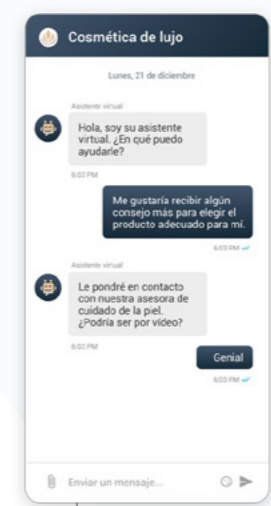 Cosmética de lujo
Lunes, 21 de diciembre
Asistente virtual
Hola, soy su asistente
virtual. ¿En qué puedo
ayudarle?
6:03 PM
Me gustaría recibir algún
consejo más para elegir el
producto adecuado para mí.
6:03 PM
Asistente virtual
Le pondré en contacto
con nuestra asesora de
cuidado de la piel.
¿Podría ser por vídeo?
6:03 PM
Genial
6:03 PM
Enviar un mensaje...